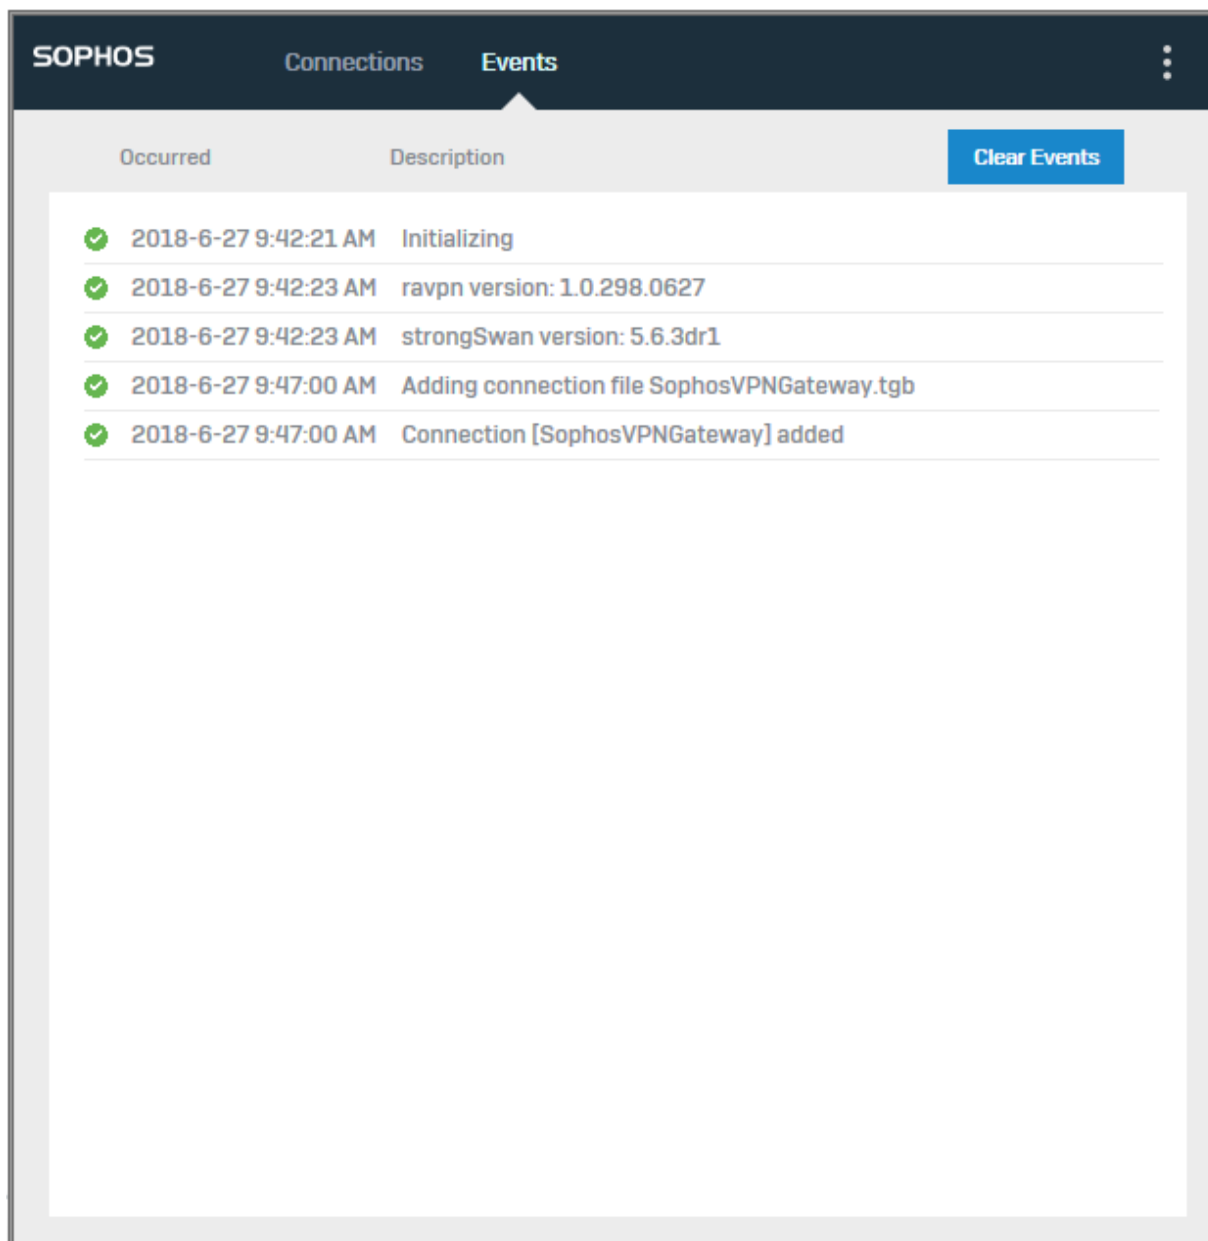 SOPHOS Connections Events
Occurred Description Clear Events
2018-6-27 9:42:21 AM Initializing
2018-6-27 9:42:23 AM ravpn version: 1.0.298.0627
2018-6-27 9:42:23 AM strongSwan version: 5.6.3dr1
2018-6-27 9:47:00 AM Adding connection file SophosVPNGateway.tgb
2018-6-27 9:47:00 AM Connection [SophosVPNGateway] added